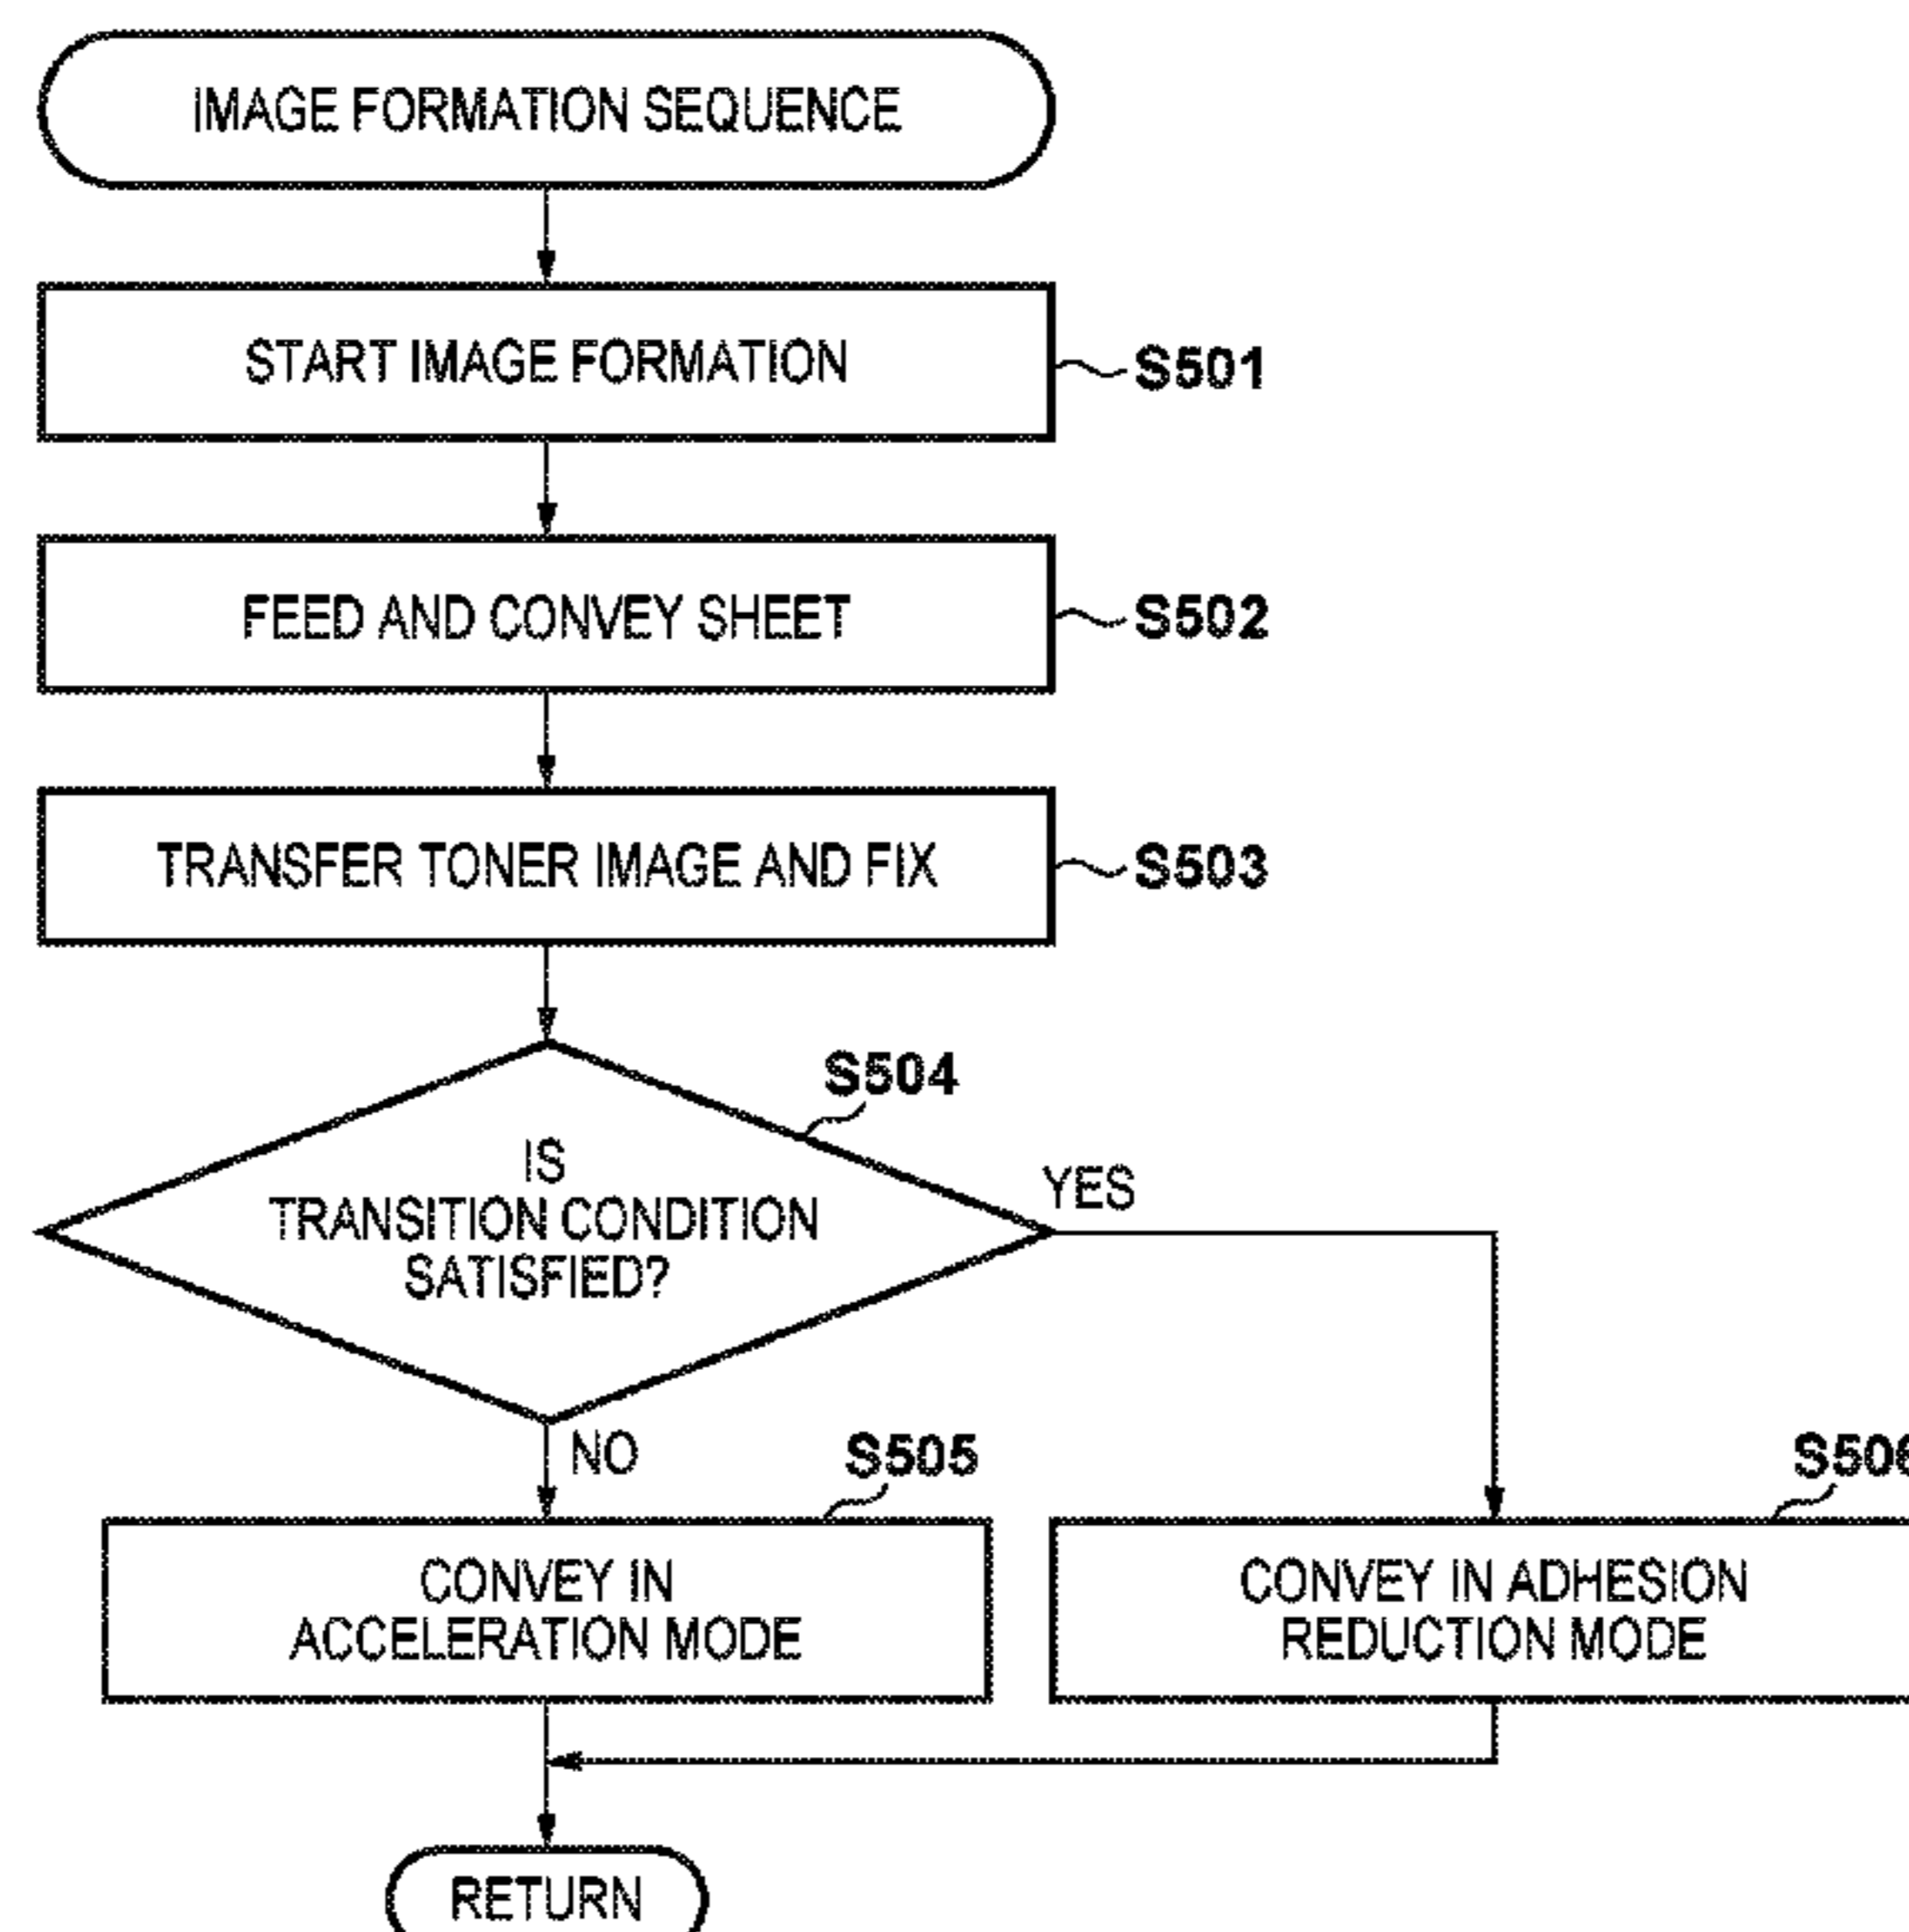 IMAGE FORMATION SEQUENCE
START IMAGE FORMATION
S501
FEED AND CONVEY SHEET
S502
TRANSFER TONER IMAGE AND FIX
S503
S504
IS
TRANSITION CONDITION
SATISFIED?
YES
NO
S505
S506
CONVEY IN
ACCELERATION MODE
CONVEY IN ADHESION
REDUCTION MODE
RETURN